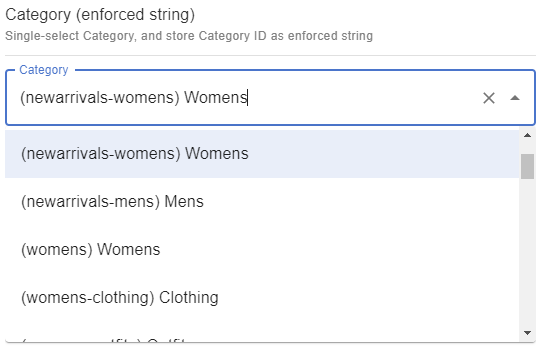 Category (enforced string)
Single-select Category, and store Category ID as enforced string
Category
(newarrivals-womens) Womens
(newarrivals-womens) Womens
(newarrivals-mens) Mens
(womens) Womens
(womens-clothing) Clothing